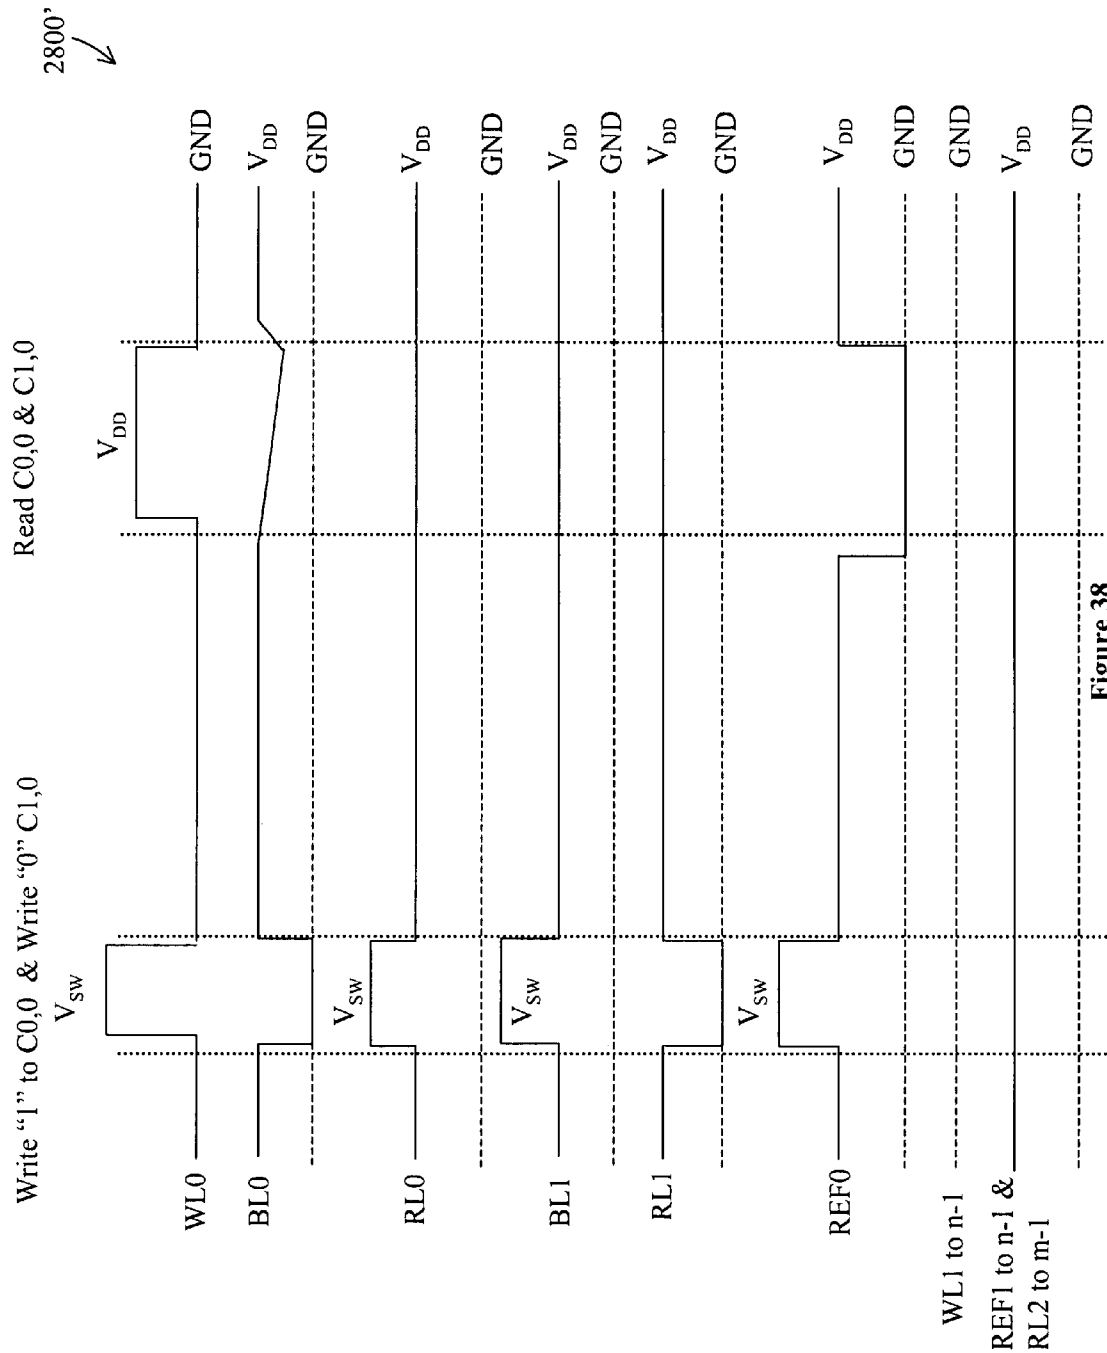 2800’
Write “1” to C0,0 & Write “0” C1,0
Read C0,0 & C1,0
V_SW
V_DD
WL0
GND
BL0
V_DD
GND
V_SW
RL0
V_DD
GND
V_SW
BL1
V_DD
GND
RL1
V_DD
GND
V_SW
REF0
V_DD
GND
WL1 to n-1
GND
REF1 to n-1 &
RL2 to m-1
V_DD
GND
Figure 38